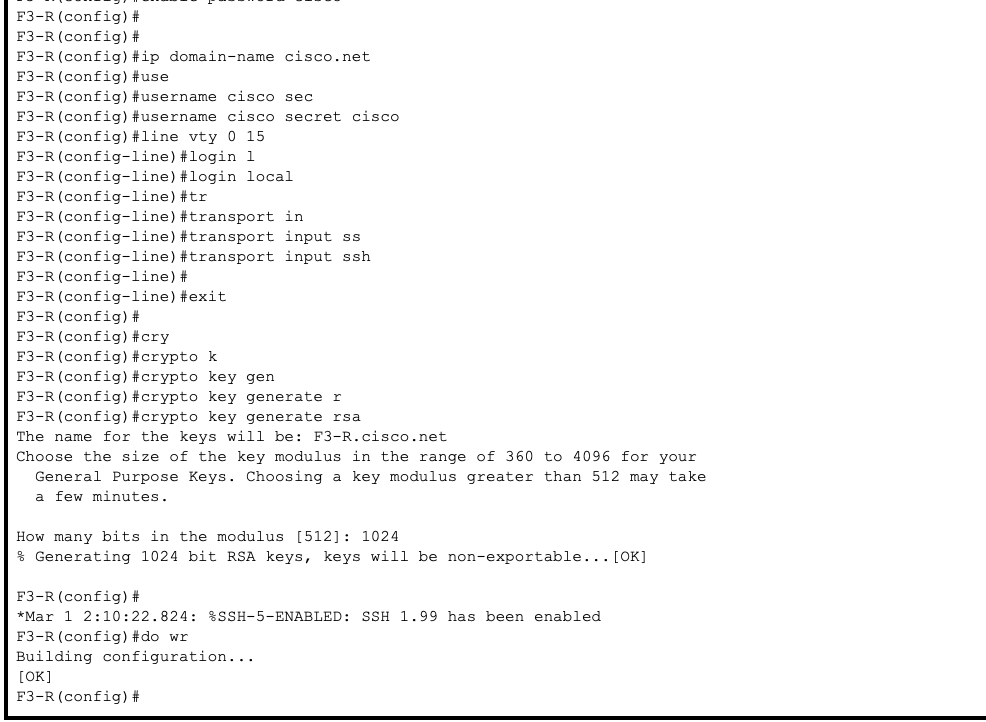 F3-R(config)#enable password cisco
F3-R(config)#
F3-R(config)#
F3-R(config)#ip domain-name cisco.net
F3-R(config)#use
F3-R(config)#username cisco sec
F3-R(config)#username cisco secret cisco
F3-R(config)#line vty 0 15
F3-R(config-line)#login l
F3-R(config-line)#login local
F3-R(config-line)#tr
F3-R(config-line)#transport in
F3-R(config-line)#transport input ss
F3-R(config-line)#transport input ssh
F3-R(config-line)#
F3-R(config-line)#exit
F3-R(config)#
F3-R(config)#cry
F3-R(config)#crypto k
F3-R(config)#crypto key gen
F3-R(config)#crypto key generate r
F3-R(config)#crypto key generate rsa
The name for the keys will be: F3-R.cisco.net
Choose the size of the key modulus in the range of 360 to 4096 for your
General Purpose Keys. Choosing a key modulus greater than 512 may take
a few minutes.
How many bits in the modulus [512]: 1024
% Generating 1024 bit RSA keys, keys will be non-exportable...[OK]
F3-R(config)#
*Mar 1 2:10:22.824: %SSH-5-ENABLED: SSH 1.99 has been enabled
F3-R(config)#do wr
Building configuration...
[OK]
F3-R(config)#